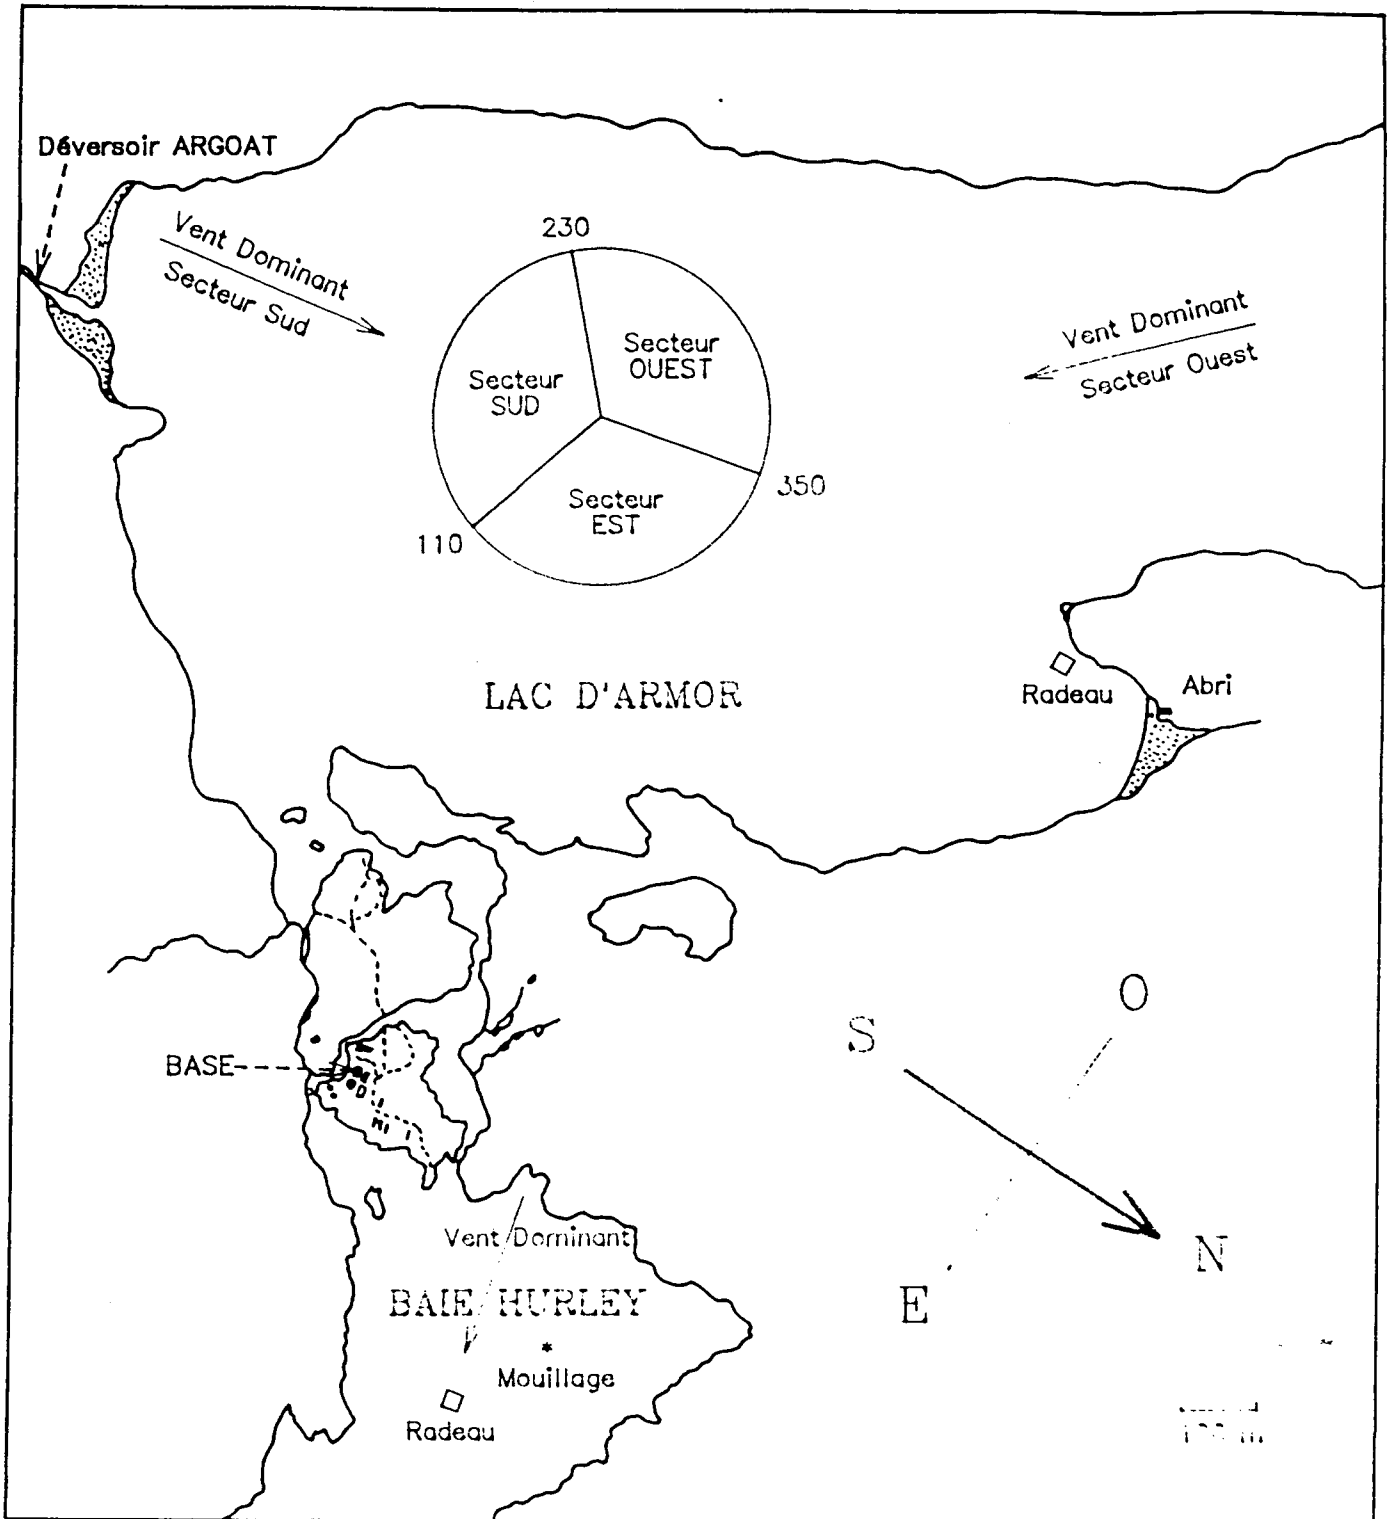 Déversoir ARGOAT
Vent Dominant
Secteur Sud
230
Secteur
OUEST
Secteur
SUD
Secteur
EST
350
110
Vent Dominant
Secteur Ouest
LAC D'ARMOR
Radeau
Abri
BASE
S
O
N
E
Vent Dominant
BAIE HURLEY
Mouillage
Radeau